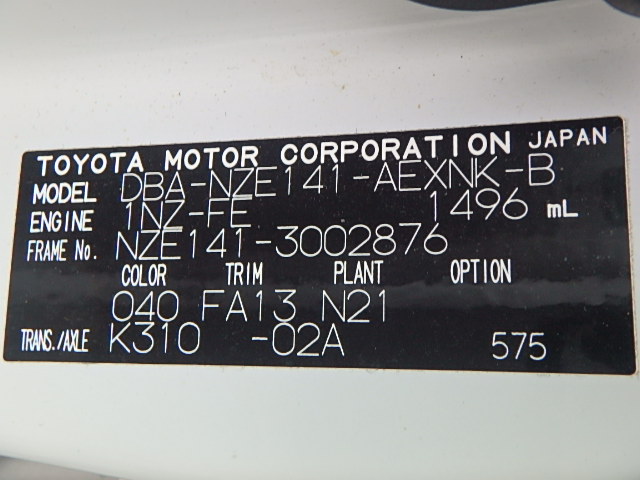 TOYOTA MOTOR CORPORATION JAPAN
MODEL DBA-NZE141-AEXNK-B
ENGINE 1NZ-FE 1496 mL
FRAME No. NZE141-3002876
COLOR TRIM PLANT OPTION
040 FA13 N21
TRANS./AXLE K310 -02A 575